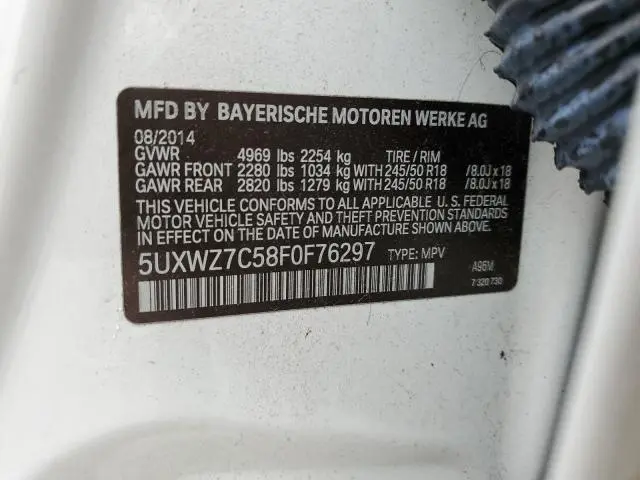 MFD BY BAYERISCHE MOTOREN WERKE AG
08/2014
GVWR 4969 lbs 2254 kg TIRE / RIM
GAWR FRONT 2280 lbs 1034 kg WITH 245/50 R18 /8.0J x 18
GAWR REAR 2820 lbs 1279 kg WITH 245/50 R18 /8.0J x 18
THIS VEHICLE CONFORMS TO ALL APPLICABLE U. S. FEDERAL
MOTOR VEHICLE SAFETY AND THEFT PREVENTION STANDARDS
IN EFFECT ON THE DATE OF MANUFACTURE SHOWN ABOVE.
5UXWZ7C58F0F76297 TYPE: MPV
A96M
7 320 730